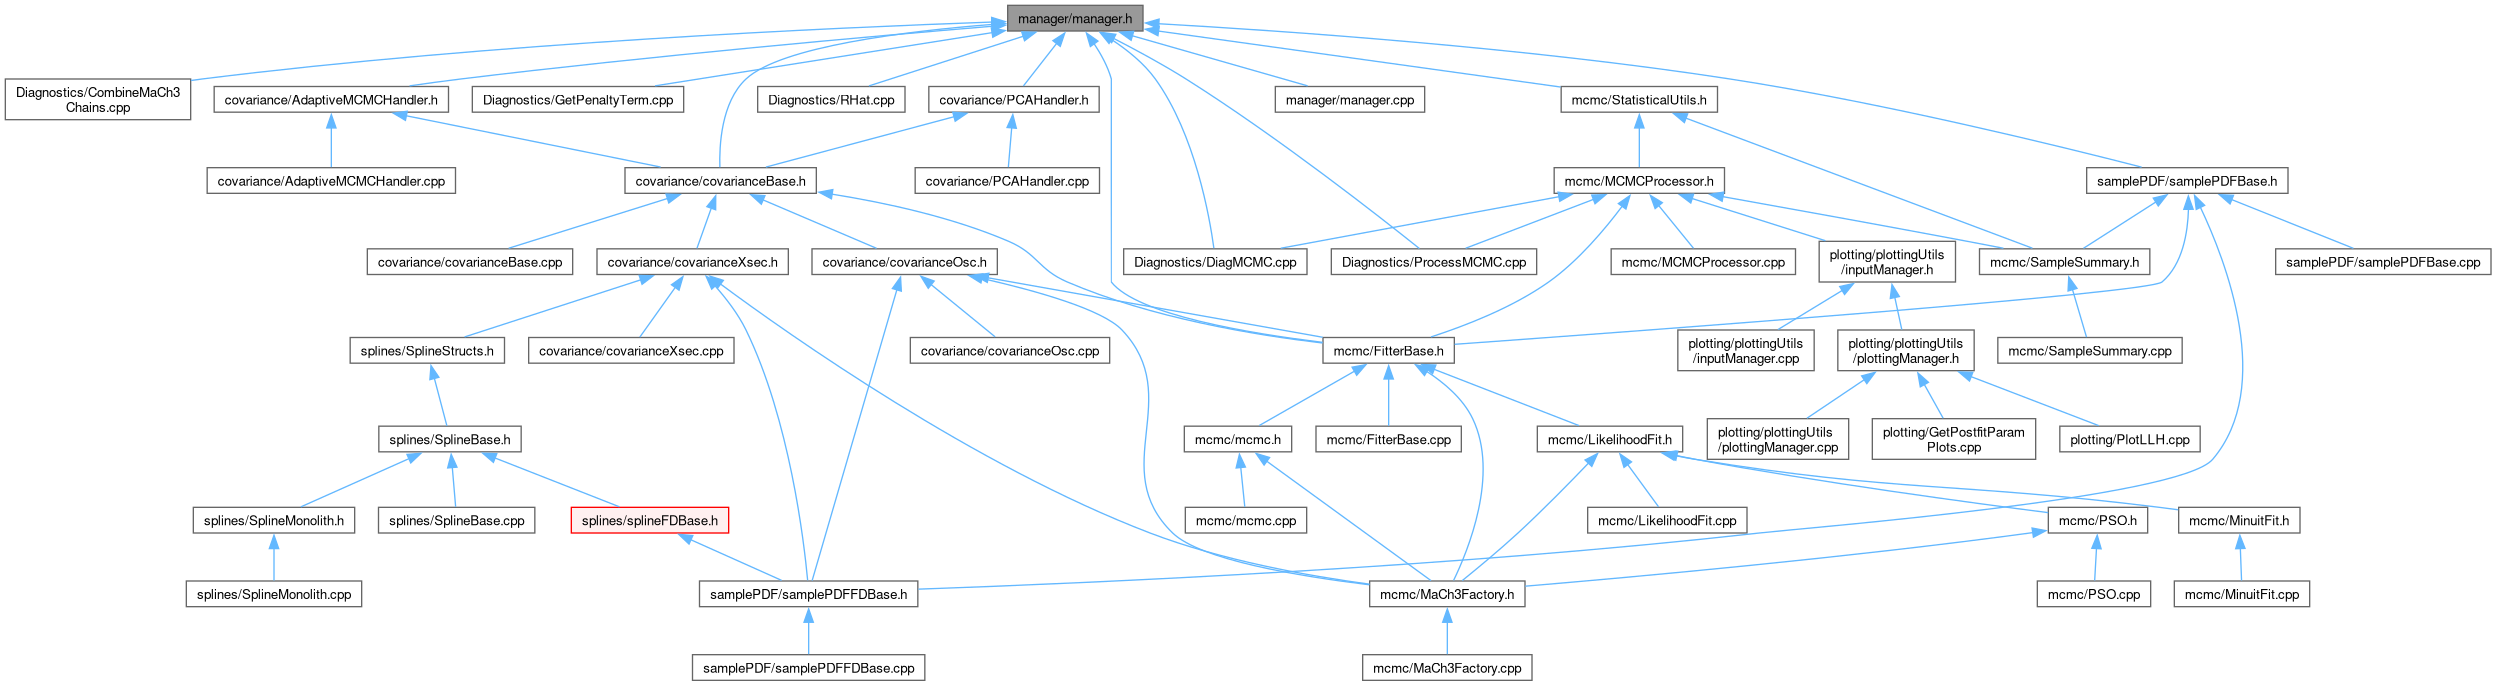 manager/manager.h
Diagnostics/CombineMaCh3
Chains.cpp
covariance/AdaptiveMCMCHandler.h
Diagnostics/GetPenaltyTerm.cpp
Diagnostics/RHat.cpp
covariance/PCAHandler.h
manager/manager.cpp
mcmc/StatisticalUtils.h
covariance/AdaptiveMCMCHandler.cpp
covariance/covarianceBase.h
covariance/PCAHandler.cpp
mcmc/MCMCProcessor.h
samplePDF/samplePDFBase.h
covariance/covarianceBase.cpp
covariance/covarianceXsec.h
covariance/covarianceOsc.h
Diagnostics/DiagMCMC.cpp
Diagnostics/ProcessMCMC.cpp
mcmc/MCMCProcessor.cpp
plotting/plottingUtils
/inputManager.h
mcmc/SampleSummary.h
samplePDF/samplePDFBase.cpp
splines/SplineStructs.h
covariance/covarianceXsec.cpp
covariance/covarianceOsc.cpp
mcmc/FitterBase.h
plotting/plottingUtils
/inputManager.cpp
plotting/plottingUtils
/plottingManager.h
mcmc/SampleSummary.cpp
splines/SplineBase.h
mcmc/mcmc.h
mcmc/FitterBase.cpp
mcmc/LikelihoodFit.h
plotting/plottingUtils
/plottingManager.cpp
plotting/GetPostfitParam
Plots.cpp
plotting/PlotLLH.cpp
splines/SplineMonolith.h
splines/SplineBase.cpp
splines/splineFDBase.h
mcmc/mcmc.cpp
mcmc/LikelihoodFit.cpp
mcmc/PSO.h
mcmc/MinuitFit.h
splines/SplineMonolith.cpp
samplePDF/samplePDFFDBase.h
mcmc/MaCh3Factory.h
mcmc/PSO.cpp
mcmc/MinuitFit.cpp
samplePDF/samplePDFFDBase.cpp
mcmc/MaCh3Factory.cpp